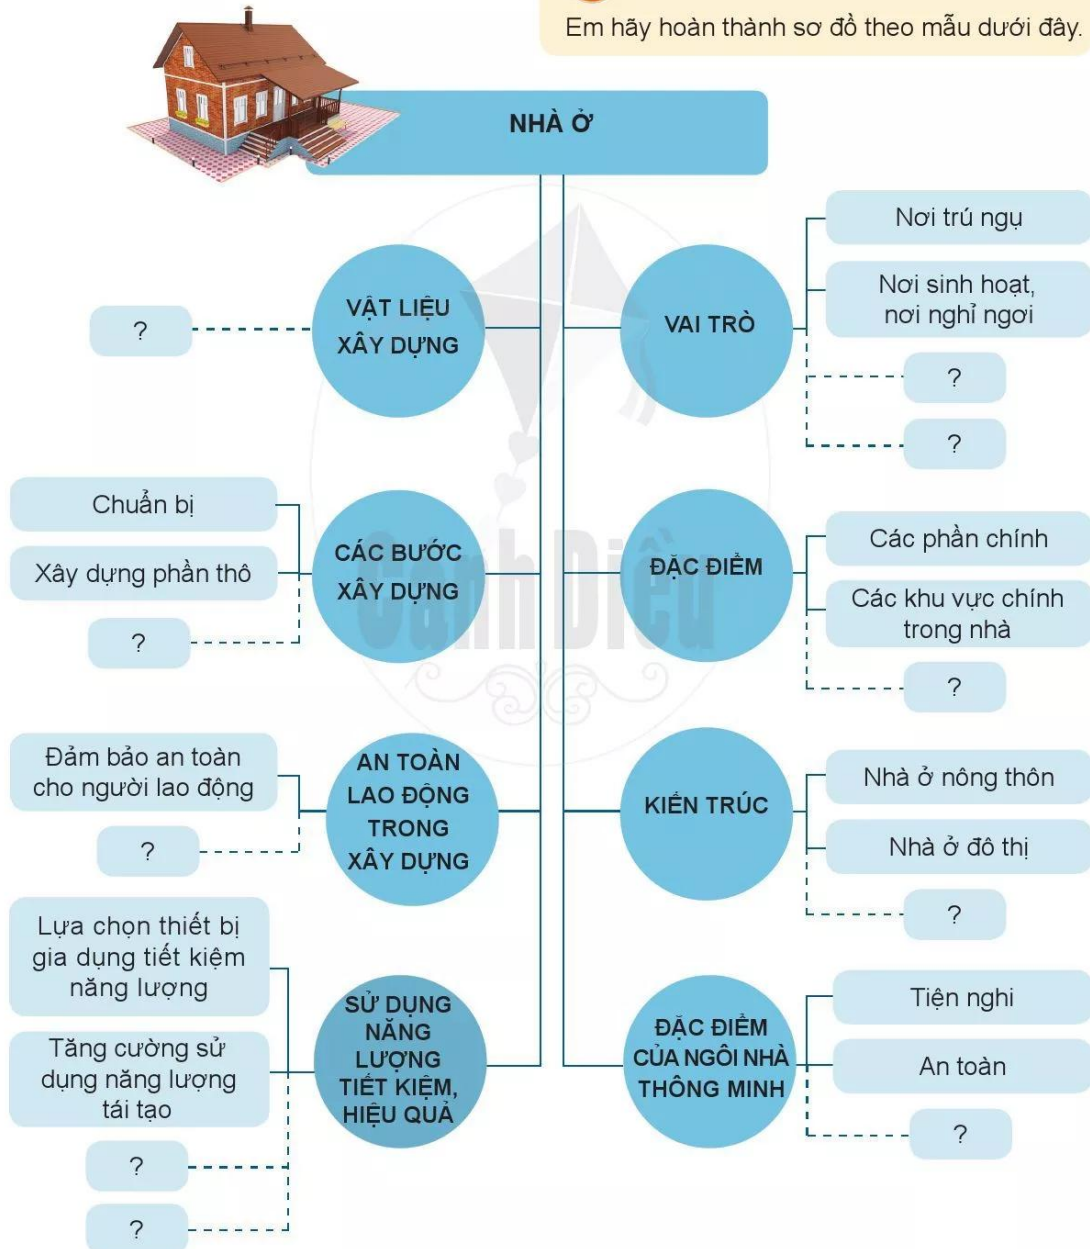 Em hãy hoàn thành sơ đồ theo mẫu dưới đây.
NHÀ Ở
VẬT LIỆU
XÂY DỰNG
?
VAI TRÒ
Nơi trú ngụ
Nơi sinh hoạt,
nơi nghỉ ngơi
?
?
CÁC BƯỚC
XÂY DỰNG
Chuẩn bị
Xây dựng phần thô
?
ĐẶC ĐIỂM
Các phần chính
Các khu vực chính
trong nhà
?
AN TOÀN
LAO ĐỘNG
TRONG
XÂY DỰNG
Đảm bảo an toàn
cho người lao động
?
KIẾN TRÚC
Nhà ở nông thôn
Nhà ở đô thị
?
SỬ DỤNG
NĂNG
LƯỢNG
TIẾT KIỆM,
HIỆU QUẢ
Lựa chọn thiết bị
gia dụng tiết kiệm
năng lượng
Tăng cường sử
dụng năng lượng
tái tạo
?
?
ĐẶC ĐIỂM
CỦA NGÔI NHÀ
THÔNG MINH
Tiện nghi
An toàn
?
Cánh Diều